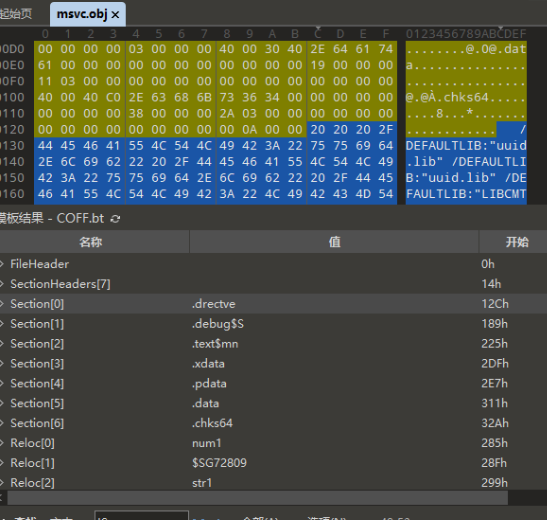 起始页 msvc.obj ×
0 1 2 3 4 5 6 7 8 9 A B C D E F 0123456789ABCDEF
00D0 00 00 00 00 03 00 00 00 40 00 30 40 2E 64 61 74 ........@.0@.dat
00E0 61 00 00 00 00 00 00 00 00 00 00 00 19 00 00 00 a...............
00F0 11 03 00 00 00 00 00 00 00 00 00 00 00 00 00 00 ................
0100 40 00 40 C0 2E 63 68 6B 73 36 34 00 00 00 00 00 @.@À.chks64.....
0110 00 00 00 00 38 00 00 00 2A 03 00 00 00 00 00 00 ....8...*.......
0120 00 00 00 00 00 00 00 00 00 0A 00 00 20 20 20 2F ............ /
0130 44 45 46 41 55 4C 54 4C 49 42 3A 22 75 75 69 64 DEFAULTLIB:"uuid
0140 2E 6C 69 62 22 20 2F 44 45 46 41 55 4C 54 4C 49 .lib" /DEFAULTLI
0150 42 3A 22 75 75 69 64 2E 6C 69 62 22 20 2F 44 45 B:"uuid.lib" /DE
0160 46 41 55 4C 54 4C 49 42 3A 22 4C 49 42 43 4D 54 FAULTLIB:"LIBCMT
模板结果 - COFF.bt
名称 值 开始
FileHeader 0h
SectionHeaders[7] 14h
Section[0] .drectve 12Ch
Section[1] .debug$S 189h
Section[2] .text$mn 225h
Section[3] .xdata 2DFh
Section[4] .pdata 2E7h
Section[5] .data 311h
Section[6] .chks64 32Ah
Reloc[0] num1 285h
Reloc[1] $SG72809 28Fh
Reloc[2] str1 299h